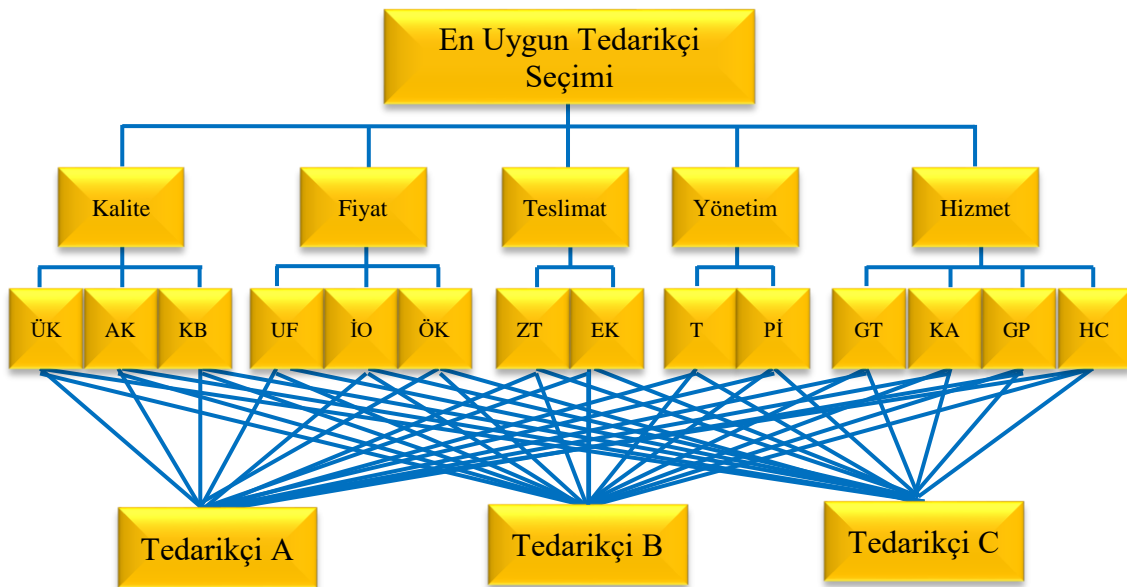 En Uygun Tedarikçi
Seçimi
Kalite
Fiyat
Teslimat
Yönetim
Hizmet
ÜK
AK
KB
UF
İO
ÖK
ZT
EK
T
Pİ
GT
KA
GP
HC
Tedarikçi A
Tedarikçi B
Tedarikçi C